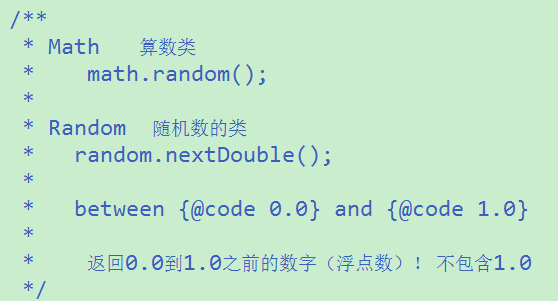 /**
 * Math   算数类
 *    math.random();
 *
 * Random  随机数的类
 *   random.nextDouble();
 *
 *   between {@code 0.0} and {@code 1.0}
 *
 *    返回0.0到1.0之前的数字（浮点数）！不包含1.0
 */